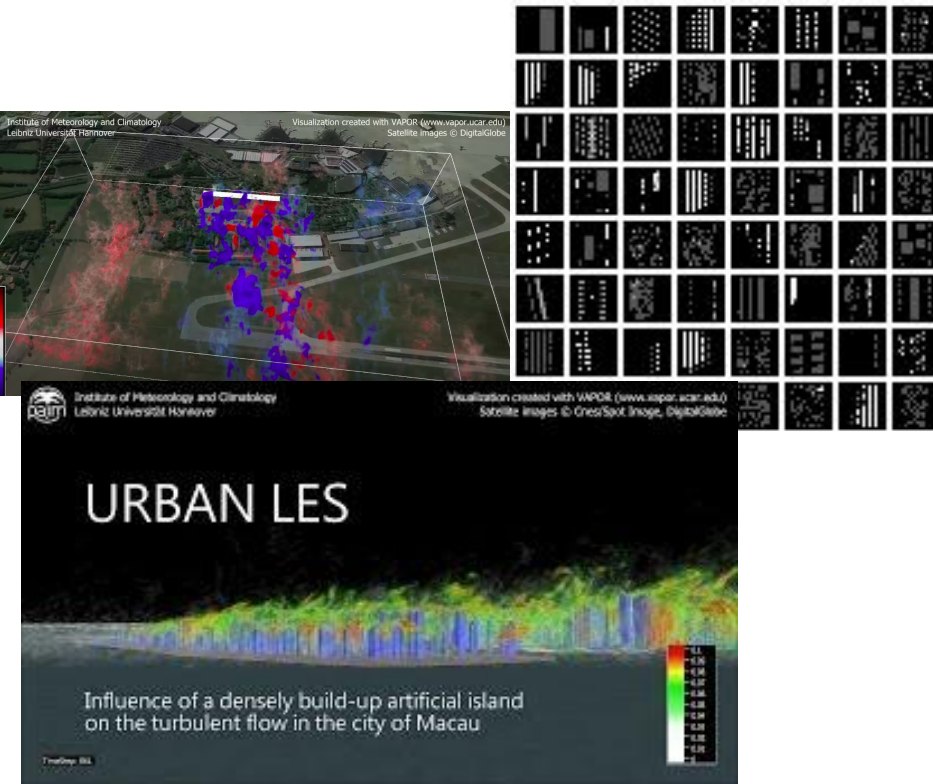 Institute of Meteorology and Climatology
Leibniz Universität Hannover
Visualization created with VAPOR (www.vapor.ucar.edu)
Satellite images © DigitalGlobe
palm
Institute of Meteorology and Climatology
Leibniz Universität Hannover
Visualization created with VAPOR (www.vapor.ucar.edu)
Satellite images © Cnes/Spot Image, DigitalGlobe
URBAN LES
Influence of a densely build-up artificial island
on the turbulent flow in the city of Macau